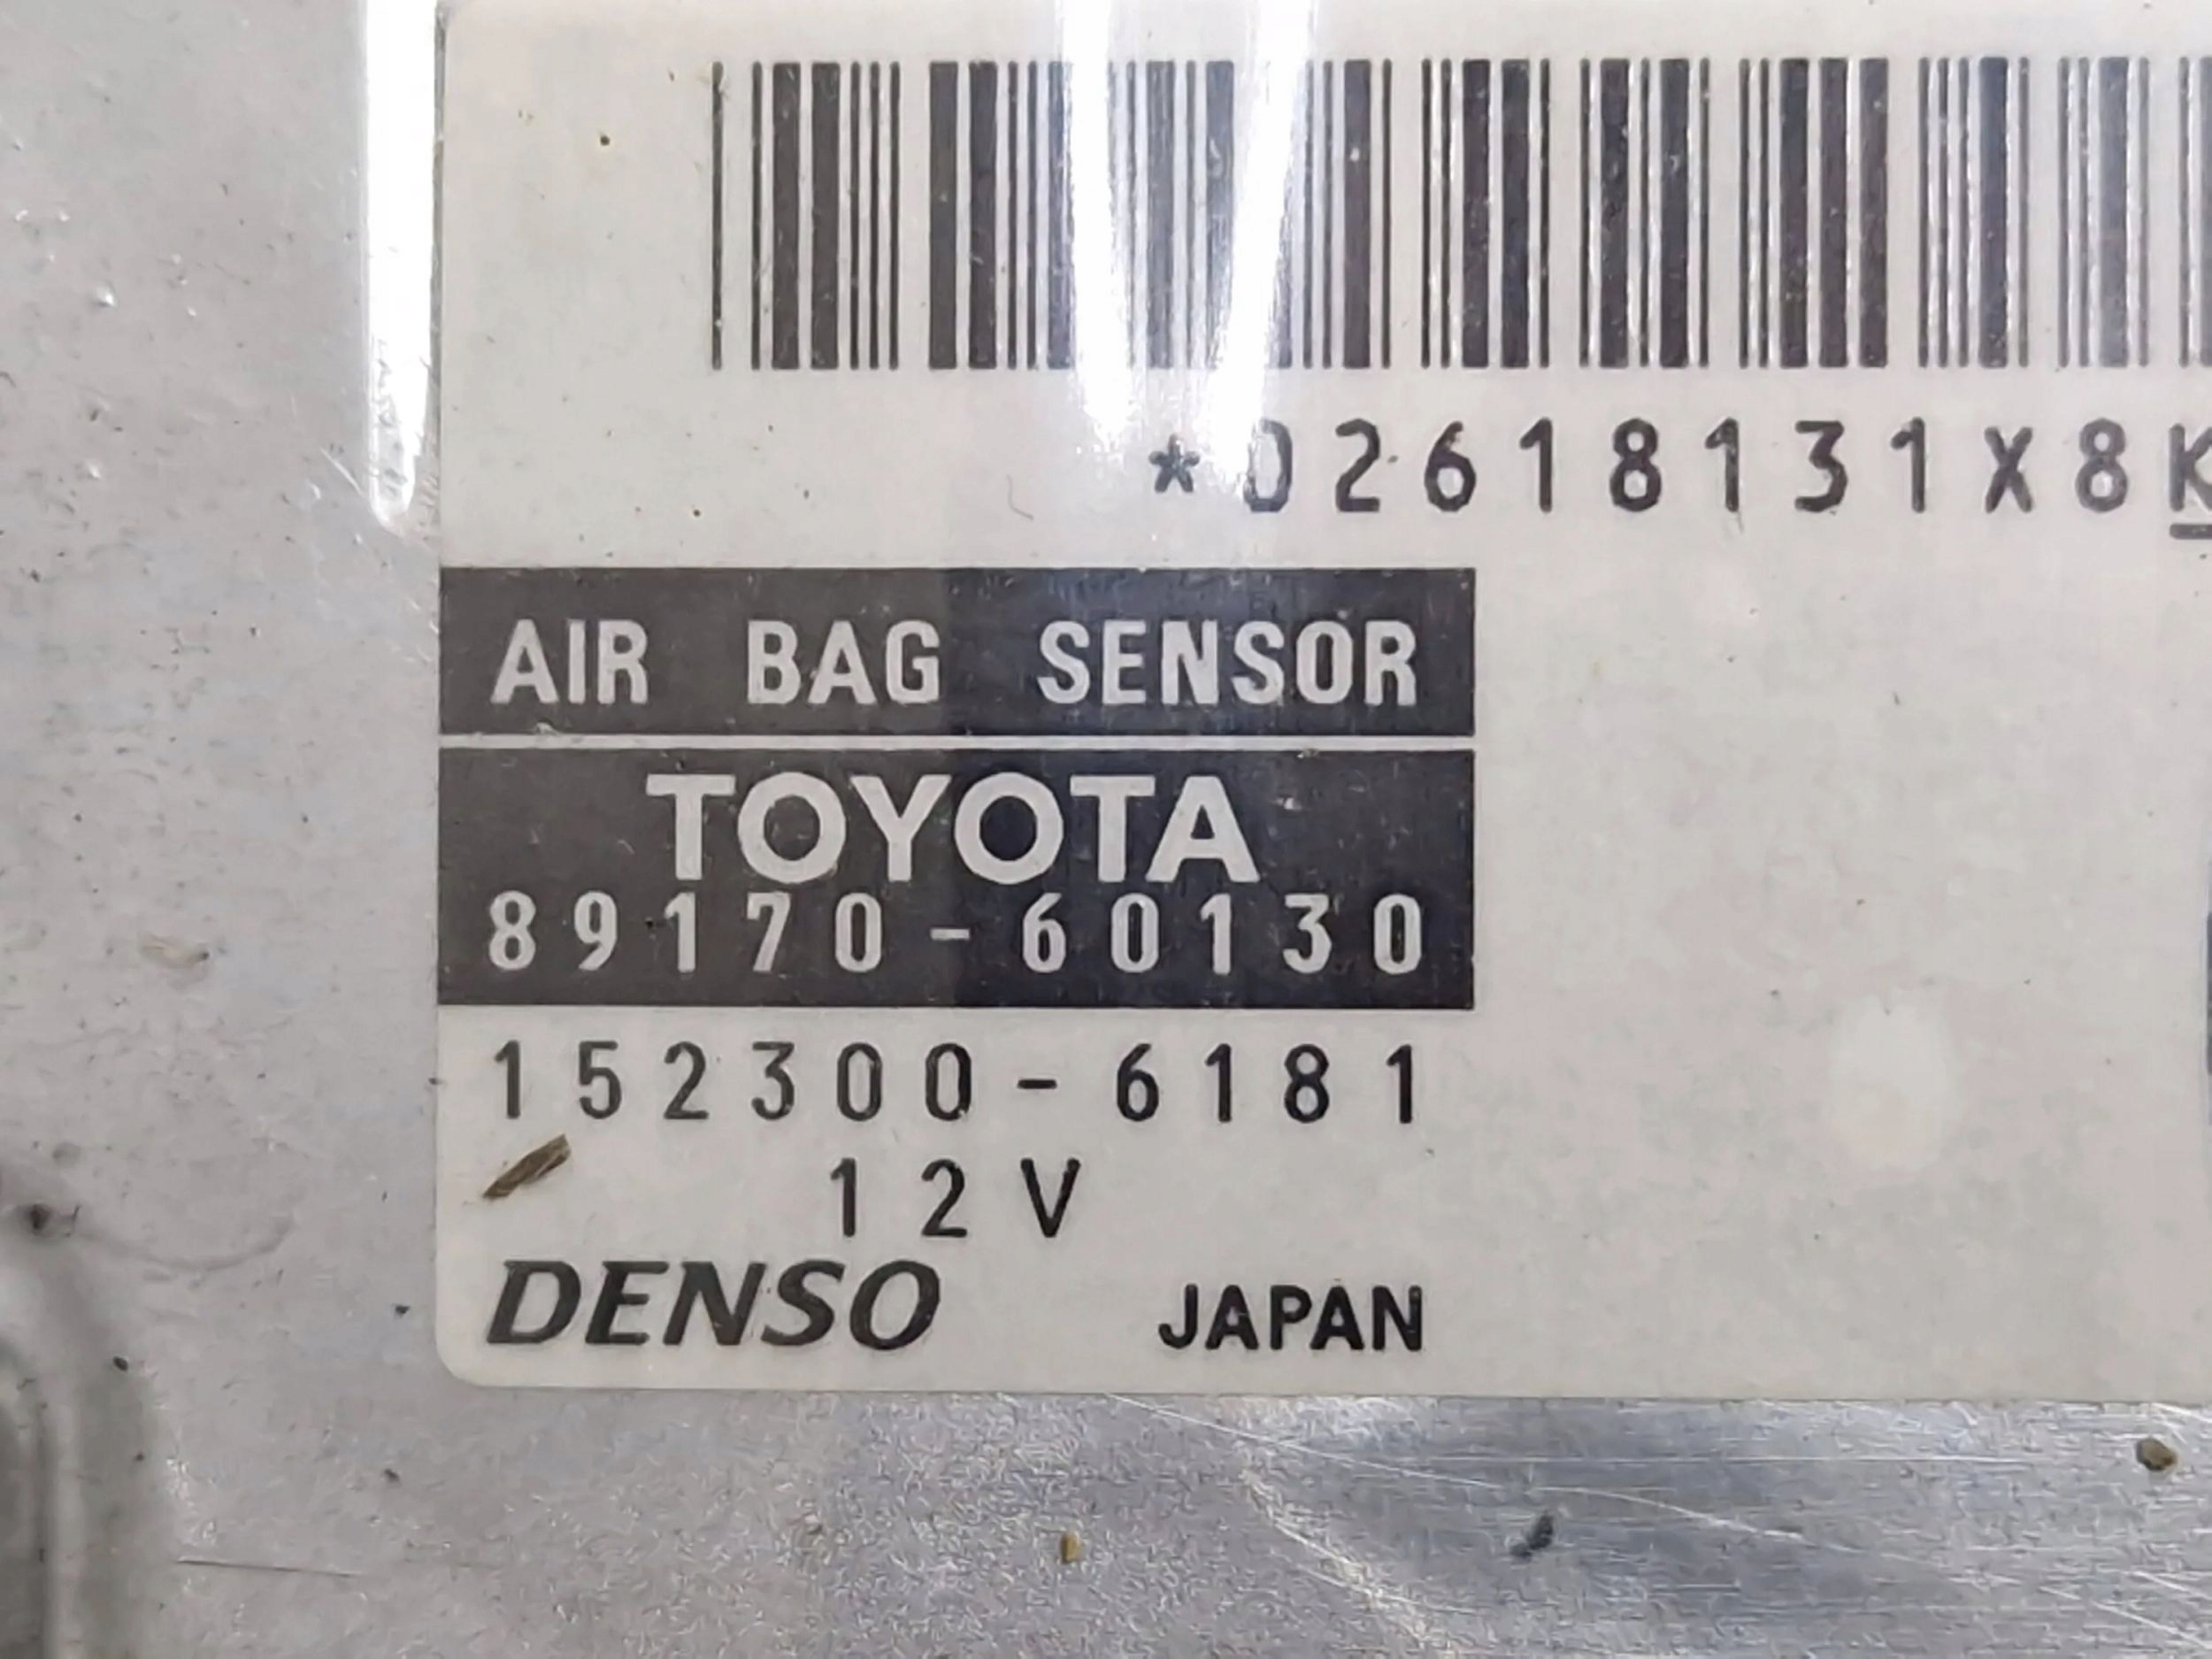 *02618131X8K
AIR BAG SENSOR
TOYOTA
89170-60130
152300-6181
12V
DENSO JAPAN